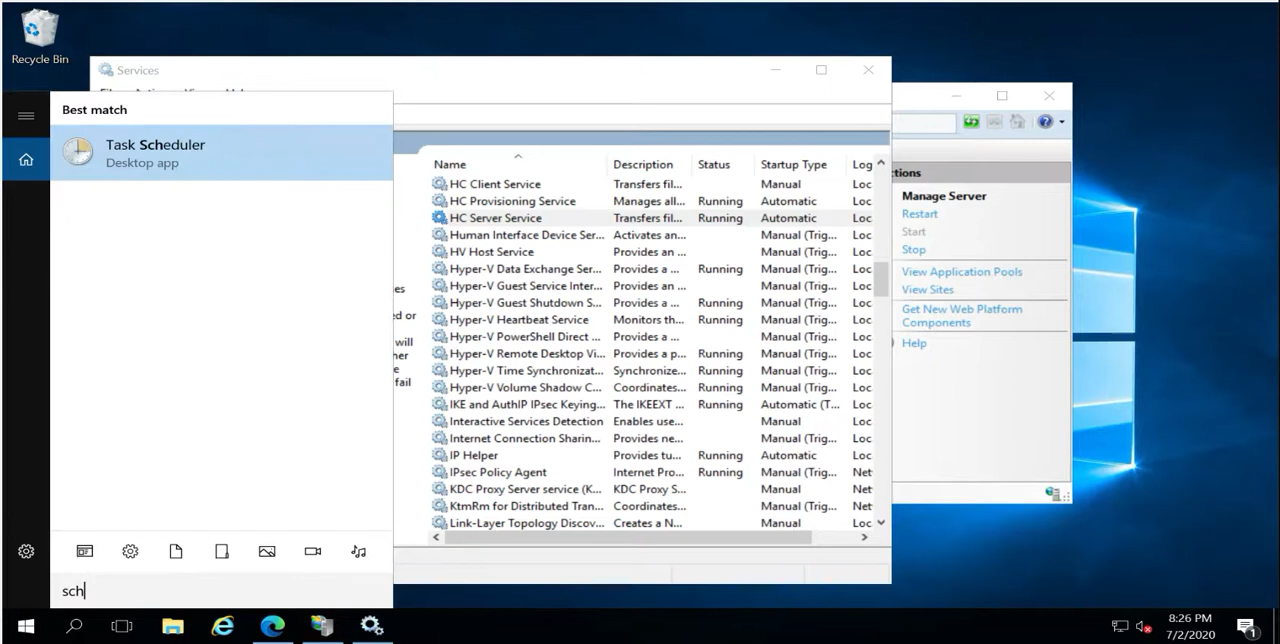 Recycle Bin
Services
Best match
Task Scheduler
Desktop app
sch
es
ed or
will
her
e
fail
Name Description Status Startup Type Log
HC Client Service Transfers fil... Manual Loc
HC Provisioning Service Manages all... Running Automatic Loc
HC Server Service Transfers fil... Running Automatic Loc
Human Interface Device Ser... Activates an... Manual (Trig... Loc
HV Host Service Provides an ... Manual (Trig... Loc
Hyper-V Data Exchange Ser... Provides a ... Running Manual (Trig... Loc
Hyper-V Guest Service Inter... Provides an ... Manual (Trig... Loc
Hyper-V Guest Shutdown S... Provides a ... Running Manual (Trig... Loc
Hyper-V Heartbeat Service Monitors th... Running Manual (Trig... Loc
Hyper-V PowerShell Direct ... Provides a ... Manual (Trig... Loc
Hyper-V Remote Desktop Vi... Provides a p... Running Manual (Trig... Loc
Hyper-V Time Synchronizat... Synchronize... Running Manual (Trig... Loc
Hyper-V Volume Shadow C... Coordinates... Running Manual (Trig... Loc
IKE and AuthIP IPsec Keying... The IKEEXT ... Running Automatic (T... Loc
Interactive Services Detection Enables use... Manual Loc
Internet Connection Sharin... Provides ne... Manual (Trig... Loc
IP Helper Provides tu... Running Automatic Loc
IPsec Policy Agent Internet Pro... Running Manual (Trig... Net
KDC Proxy Server service (K... KDC Proxy S... Manual Net
KtmRm for Distributed Tran... Coordinates... Manual (Trig... Net
Link-Layer Topology Discov... Creates a N... Manual Loc
ctions
Manage Server
Restart
Start
Stop
View Application Pools
View Sites
Get New Web Platform
Components
Help
8:26 PM
7/2/2020
1